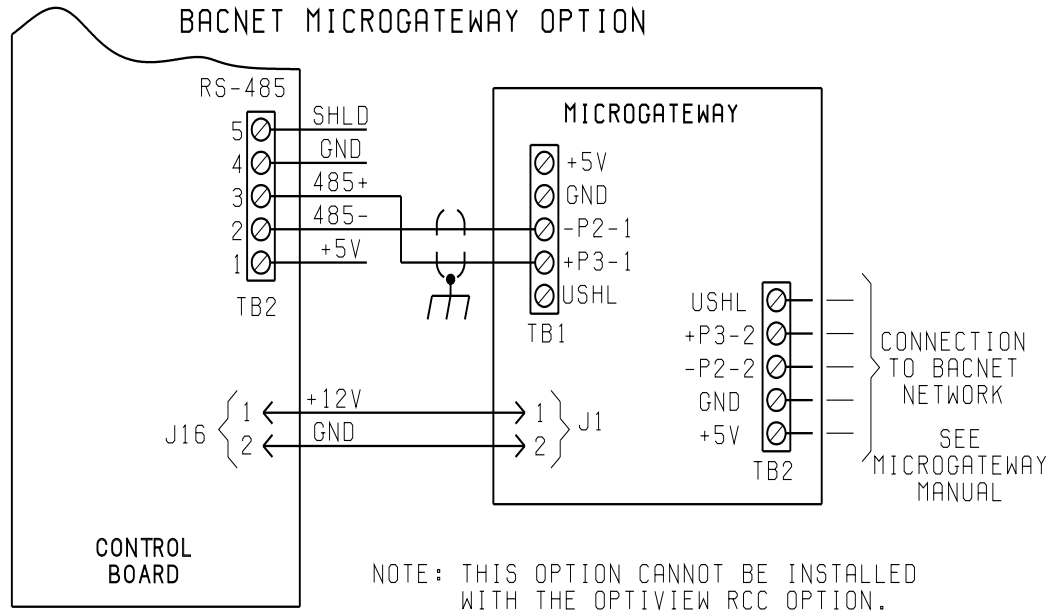 BACNET MICROGATEWAY OPTION
RS-485
5 SHLD
4 GND
3 485+
2 485-
1 +5V
TB2
MICROGATEWAY
+5V
GND
-P2-1
+P3-1
USHL
TB1
USHL
+P3-2
-P2-2
GND
+5V
TB2
CONNECTION
TO BACNET
NETWORK
SEE
MICROGATEWAY
MANUAL
J16
1 +12V 1
2 GND 2
J1
CONTROL
BOARD
NOTE: THIS OPTION CANNOT BE INSTALLED
WITH THE OPTIVIEW RCC OPTION.